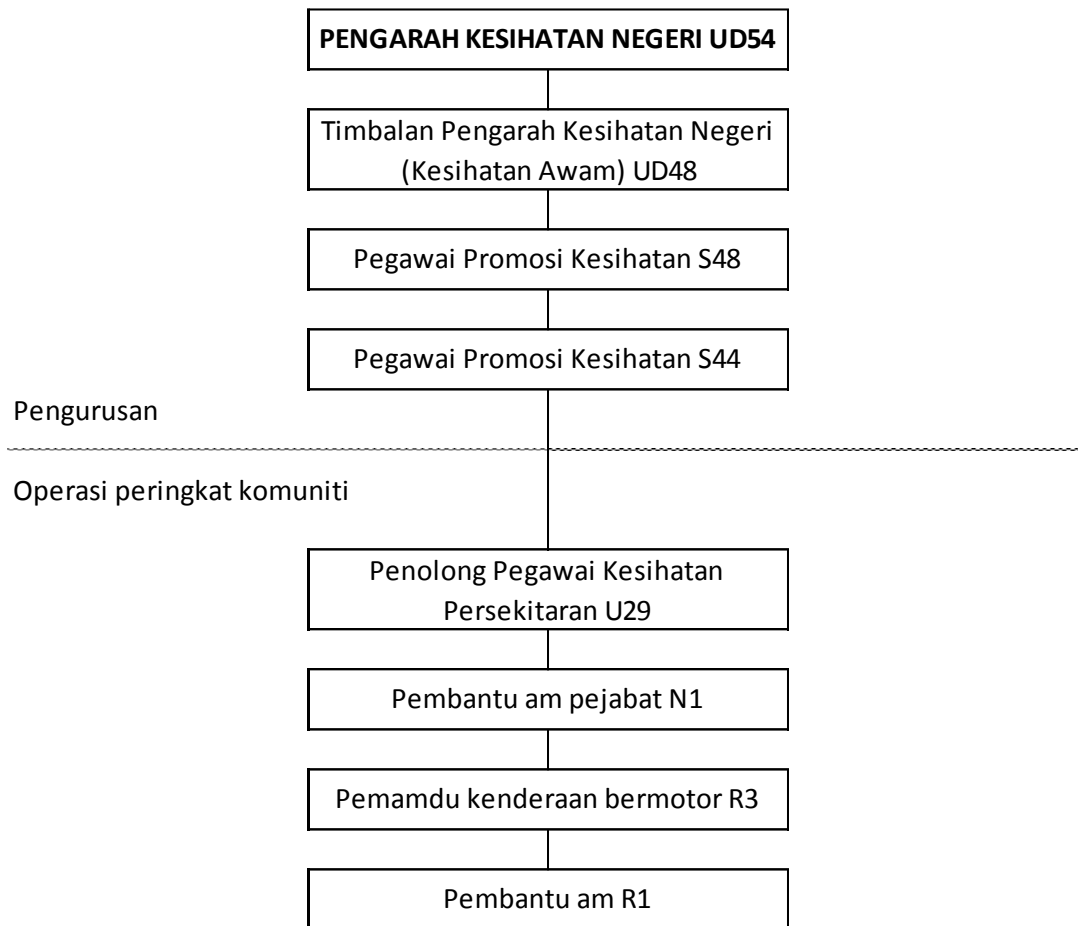 PENGARAH KESIHATAN NEGERI UD54
Timbalan Pengarah Kesihatan Negeri
(Kesihatan Awam) UD48
Pegawai Promosi Kesihatan S48
Pegawai Promosi Kesihatan S44
Pengurusan
Operasi peringkat komuniti
Penolong Pegawai Kesihatan
Persekitaran U29
Pembantu am pejabat N1
Pemamdu kenderaan bermotor R3
Pembantu am R1